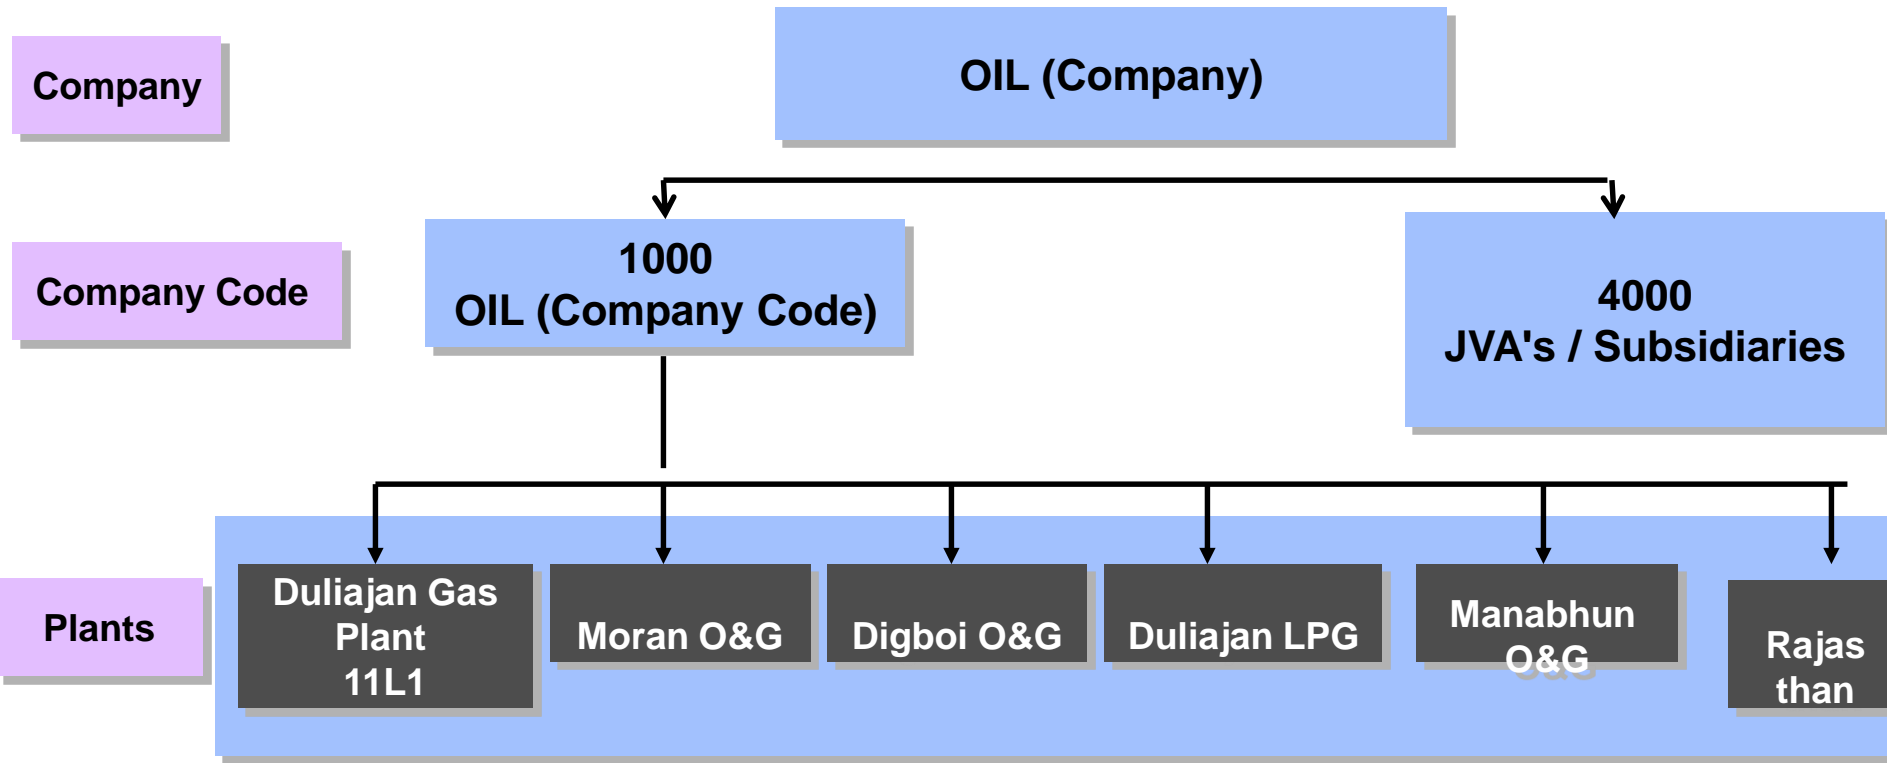 Company
OIL (Company)
Company Code
1000
OIL (Company Code)
4000
JVA's / Subsidiaries
Plants
Duliajan Gas
Plant
11L1
Moran O&G
Digboi O&G
Duliajan LPG
Manabhun
O&G
Rajas
than